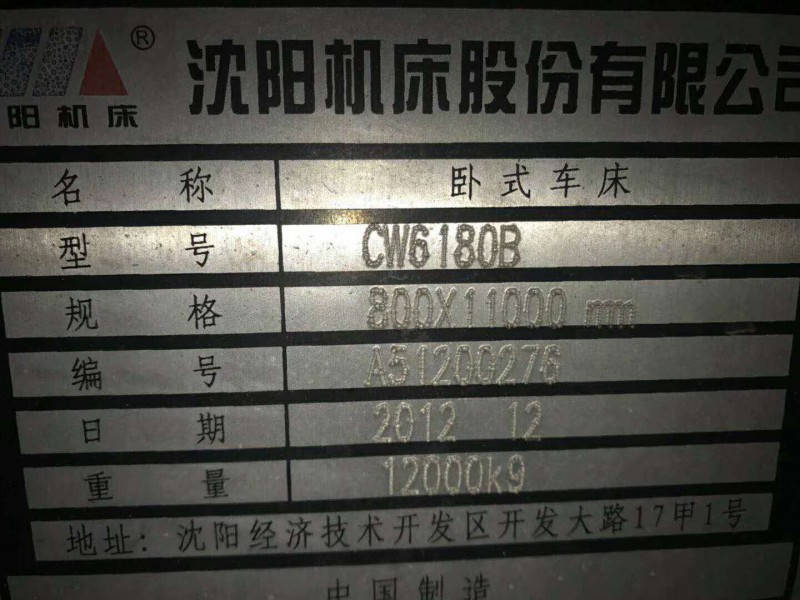 ® 沈阳机床股份有限公司
阳机床
名 称 卧式车床
型 号 CW6180B
规 格 800X11000 mm
编 号 A51200276
日 期 2012 12
重 量 12000kg
地址: 沈阳经济技术开发区开发大路17甲1号
中国制造